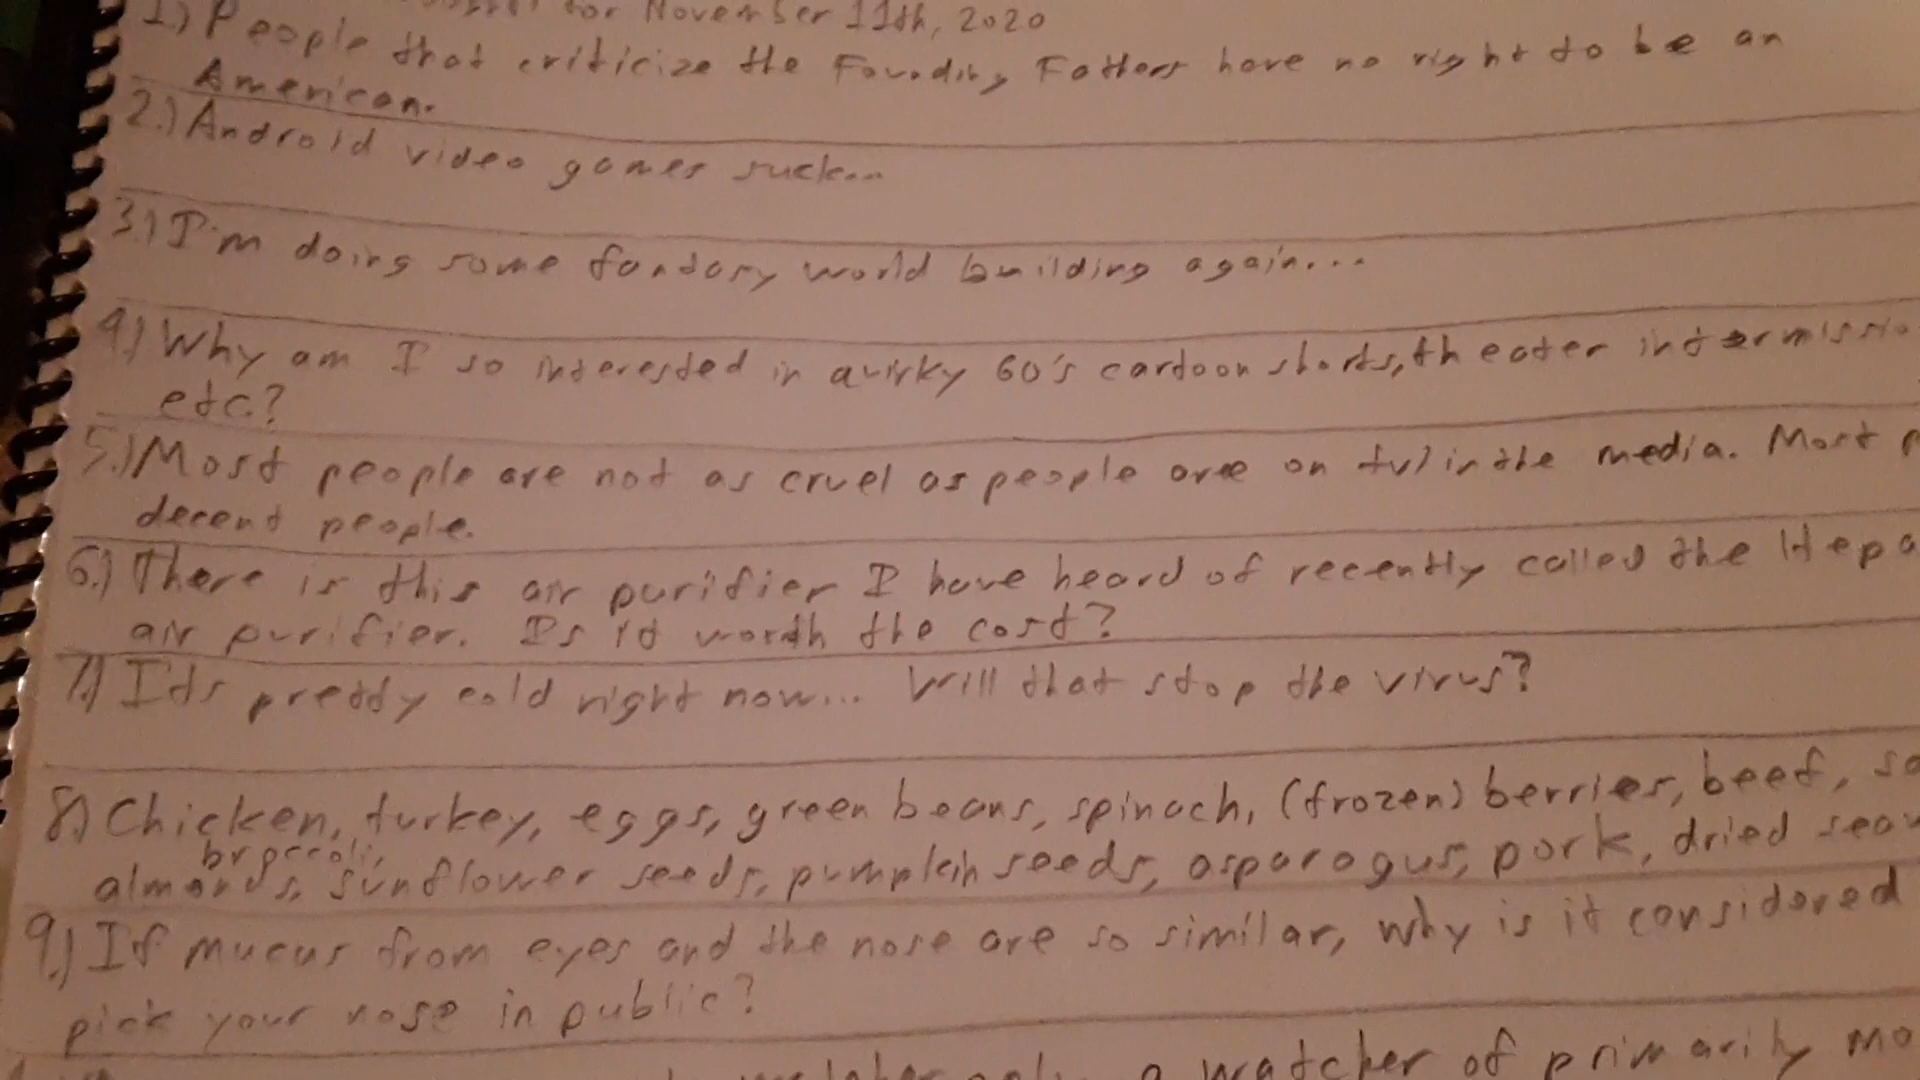 for November 11th, 2020
1.) People that criticize the Founding Fathers have no right to be an
American.
2.) Android video games suck...
3.) I'm doing some fantasy world building again...
4.) Why am I so interested in quirky 60's cartoon shorts, theater intermissio
etc.?
5.) Most people are not as cruel as people are on tv/in the media. Most p
decent people.
6.) There is this air purifier I have heard of recently called the Hepa
air purifier. Is it worth the cost?
7.) It's pretty cold right now... Will that stop the virus?
8.) Chicken, turkey, eggs, green beans, spinach, (frozen) berries, beef, sa
broccoli,
almonds, sunflower seeds, pumpkin seeds, asparagus, pork, dried seaw
9.) If mucus from eyes and the nose are so similar, why is it considered
pick your nose in public?
a watcher of primarily mo